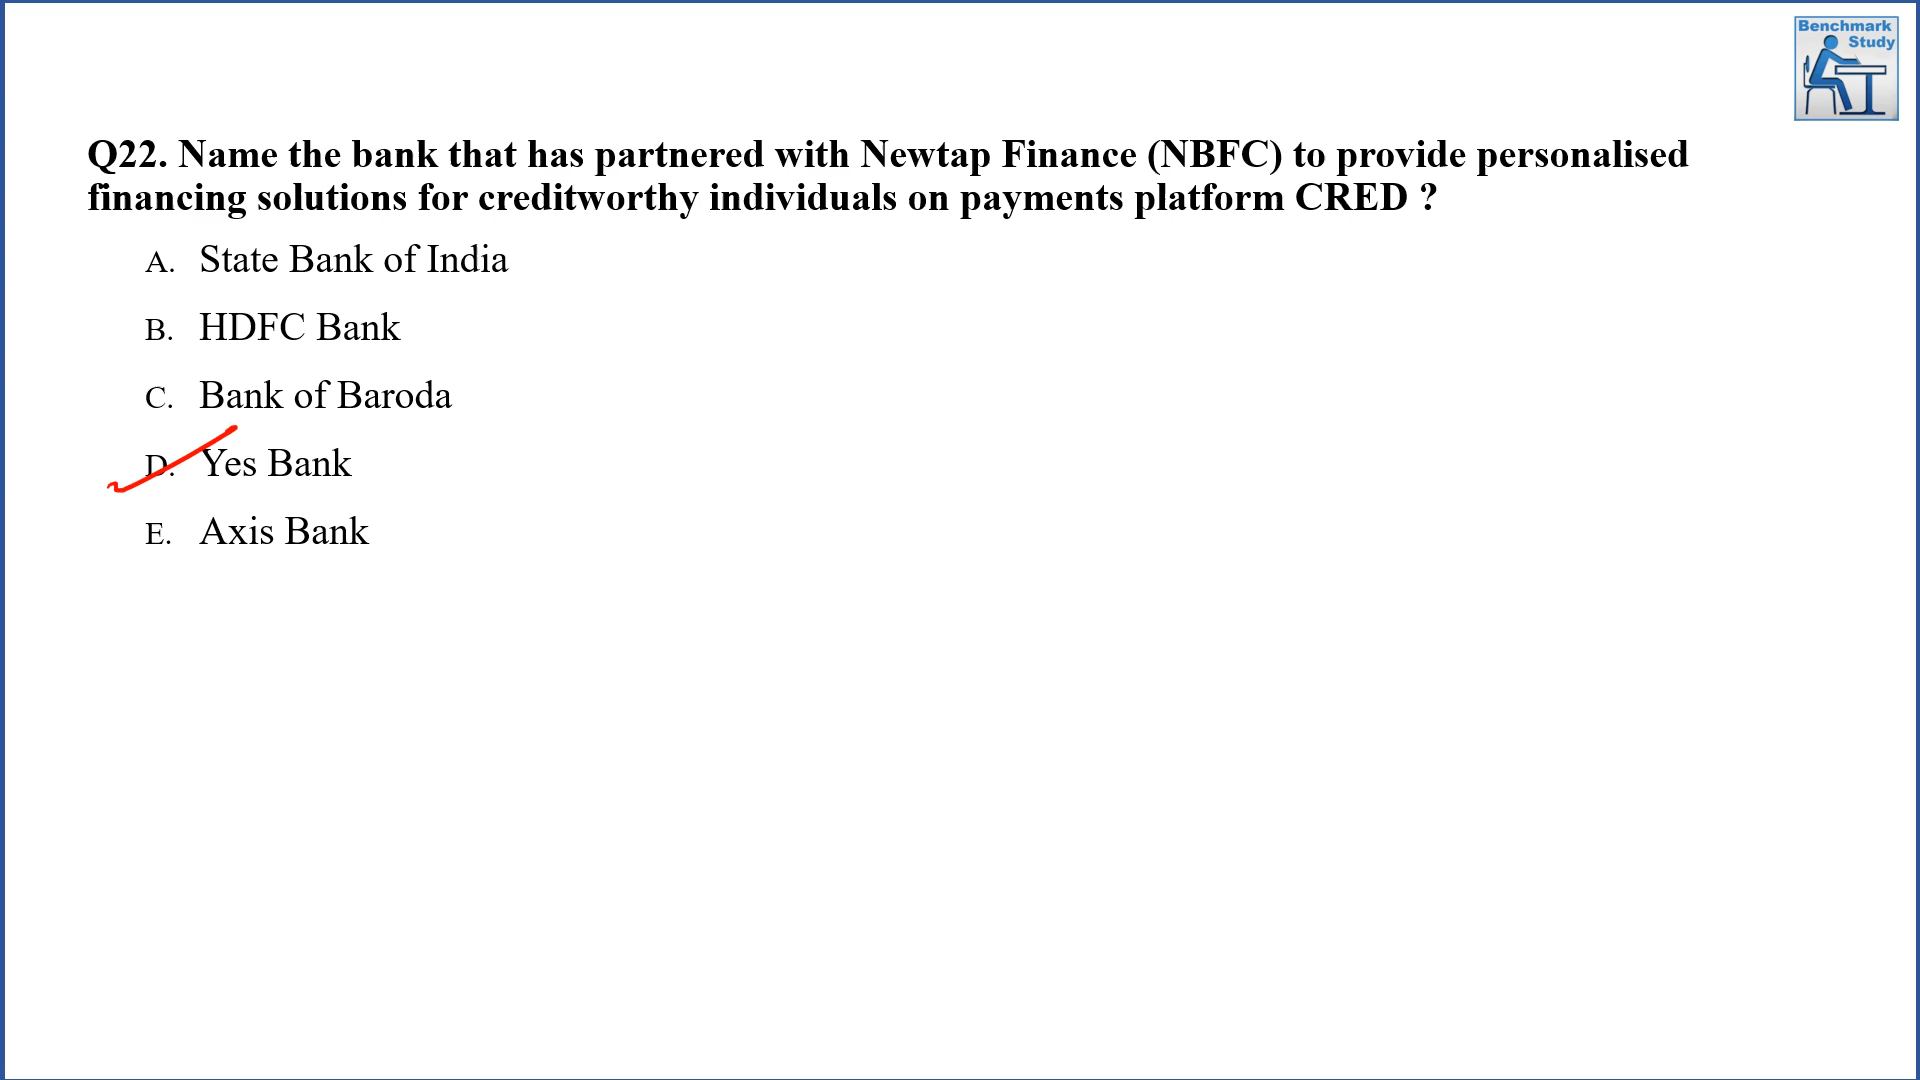 Benchmark
Study
Q22. Name the bank that has partnered with Newtap Finance (NBFC) to provide personalised
financing solutions for creditworthy individuals on payments platform CRED ?
A. State Bank of India
B. HDFC Bank
C. Bank of Baroda
D. Yes Bank
E. Axis Bank